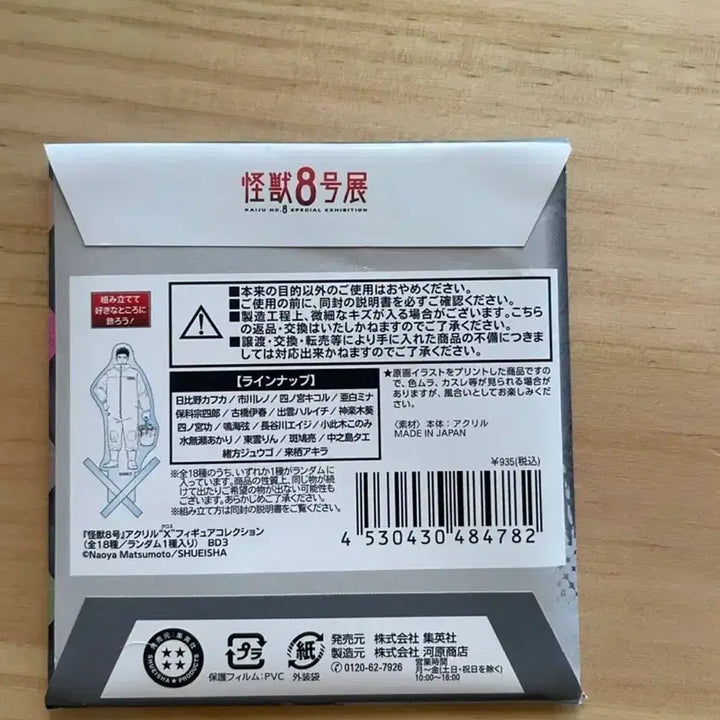 怪獣8号展
KAIJU NO.8 SPECIAL EXHIBITION
組み立てて
好きなところに
飾ろう!
■本来の目的以外のご使用はおやめください。
■ご使用の前に、同封の説明書を必ずご確認ください。
■製造工程上、微細なキズが入る場合がございます。こちら
の返品・交換はいたしかねますのでご了承ください。
■譲渡・交換・転売等により手に入れた商品の不備につきま
しては対応出来かねますのでご了承ください。
【ラインナップ】
日比野カフカ / 市川レノ / 四ノ宮キコル / 亜白ミナ
保科宗四郎 / 古橋伊春 / 出雲ハルイチ / 神楽木葵
四ノ宮功 / 鳴海弦 / 長谷川エイジ / 小此木このみ
水無瀬あかり / 東雲りん / 斑鳩亮 / 中之島タエ
緒方ジュウゴ / 来栖アキラ
★原画イラストをプリントした商品ですの
で、色ムラ、カスレ等が見られる場合が
ありますが、風合いとしてお楽しみくだ
さい。
〈素材〉本体:アクリル
MADE IN JAPAN
¥935(税込)
※全18種のうち、いずれか1種がランダムに
入っています。商品の性質上、同じ物が続
けて出たりご希望の物が出ない可能性も
ございます。あらかじめご了承ください。
※組み立て方は同封の説明書をご覧ください。
クロス
『怪獣8号』アクリル"X"フィギュアコレクション
(全18種/ランダム1種入り) BD3
©Naoya Matsumoto/SHUEISHA
4 530430 484782
発売元:集英社
SHUEISHA PRODUCTS
プラ
保護フィルム:PVC
紙
外装袋
発売元 株式会社 集英社
製造元 株式会社 河原商店
0120-62-7926
営業時間
月~金(土日・祝日を除く)
10:00~16:00